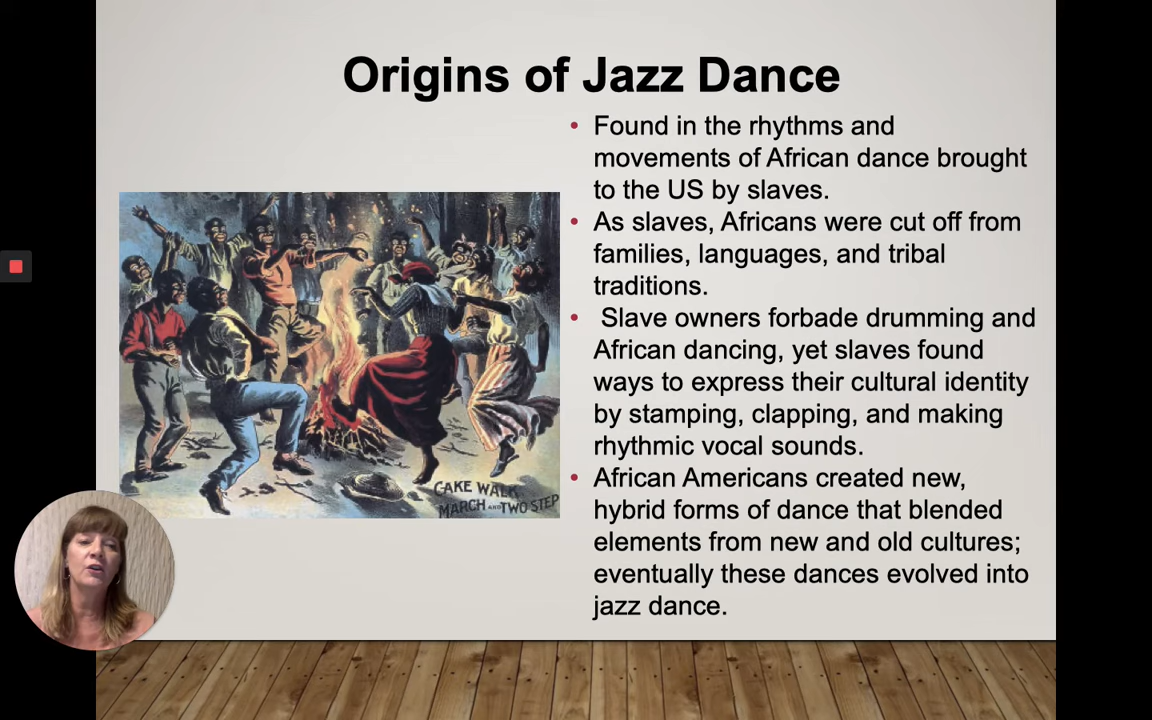 Origins of Jazz Dance
• Found in the rhythms and
movements of African dance brought
to the US by slaves.
• As slaves, Africans were cut off from
families, languages, and tribal
traditions.
• Slave owners forbade drumming and
African dancing, yet slaves found
ways to express their cultural identity
by stamping, clapping, and making
rhythmic vocal sounds.
• African Americans created new,
hybrid forms of dance that blended
elements from new and old cultures;
eventually these dances evolved into
jazz dance.
CAKE WALK
MARCH AND TWO STEP